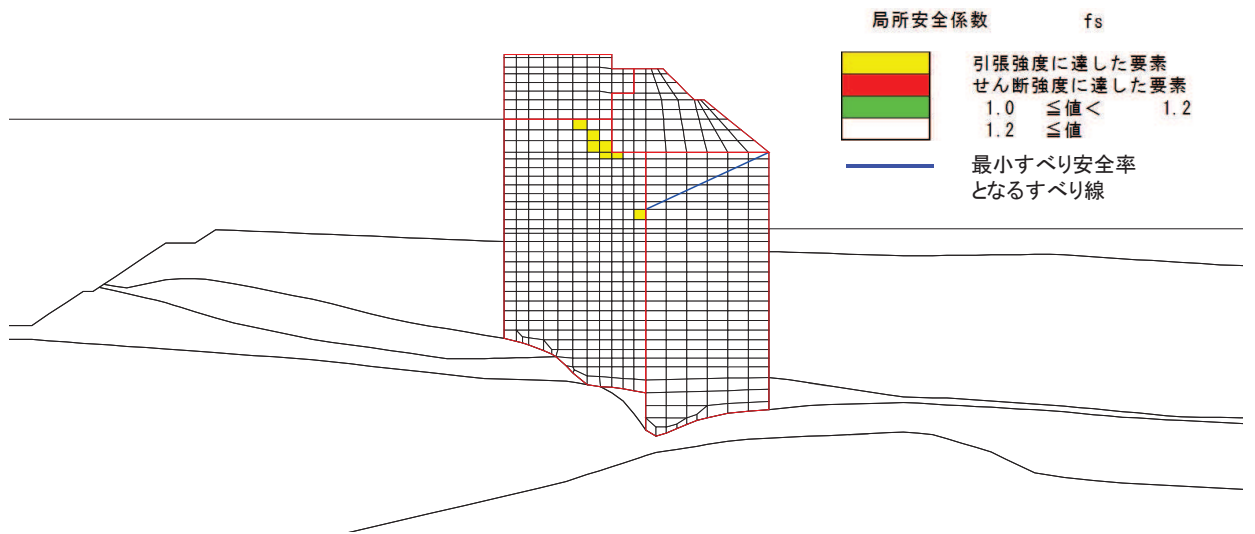 局所安全係数 fs
引張強度に達した要素
せん断強度に達した要素
1.0 ≦値< 1.2
1.2 ≦値
最小すべり安全率
となるすべり線